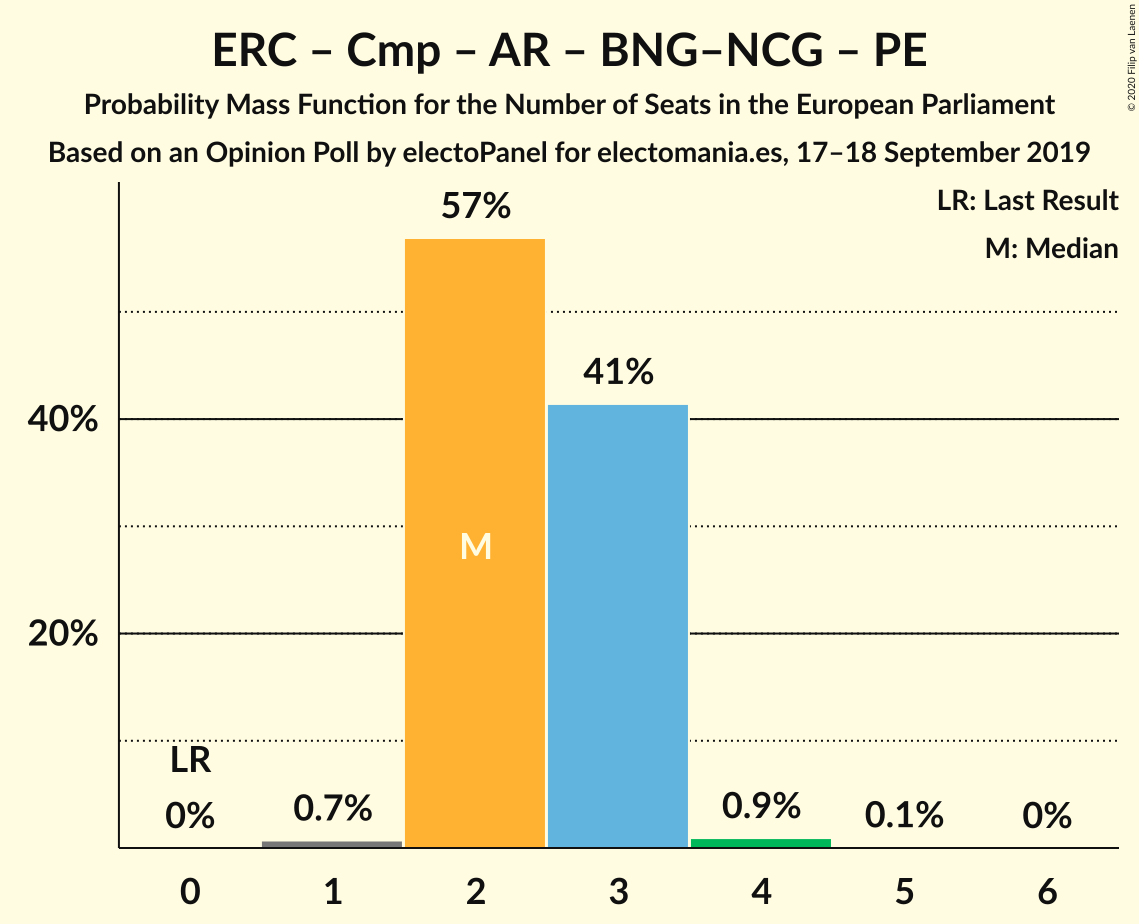 ERC – Cmp – AR – BNG–NCG – PE
Probability Mass Function for the Number of Seats in the European Parliament
Based on an Opinion Poll by electoPanel for electomania.es, 17–18 September 2019
© 2020 Filip van Laenen
LR: Last Result
M: Median
57%
41%
40%
M
20%
LR
0%
0.7%
0.9%
0.1%
0%
0 1 2 3 4 5 6